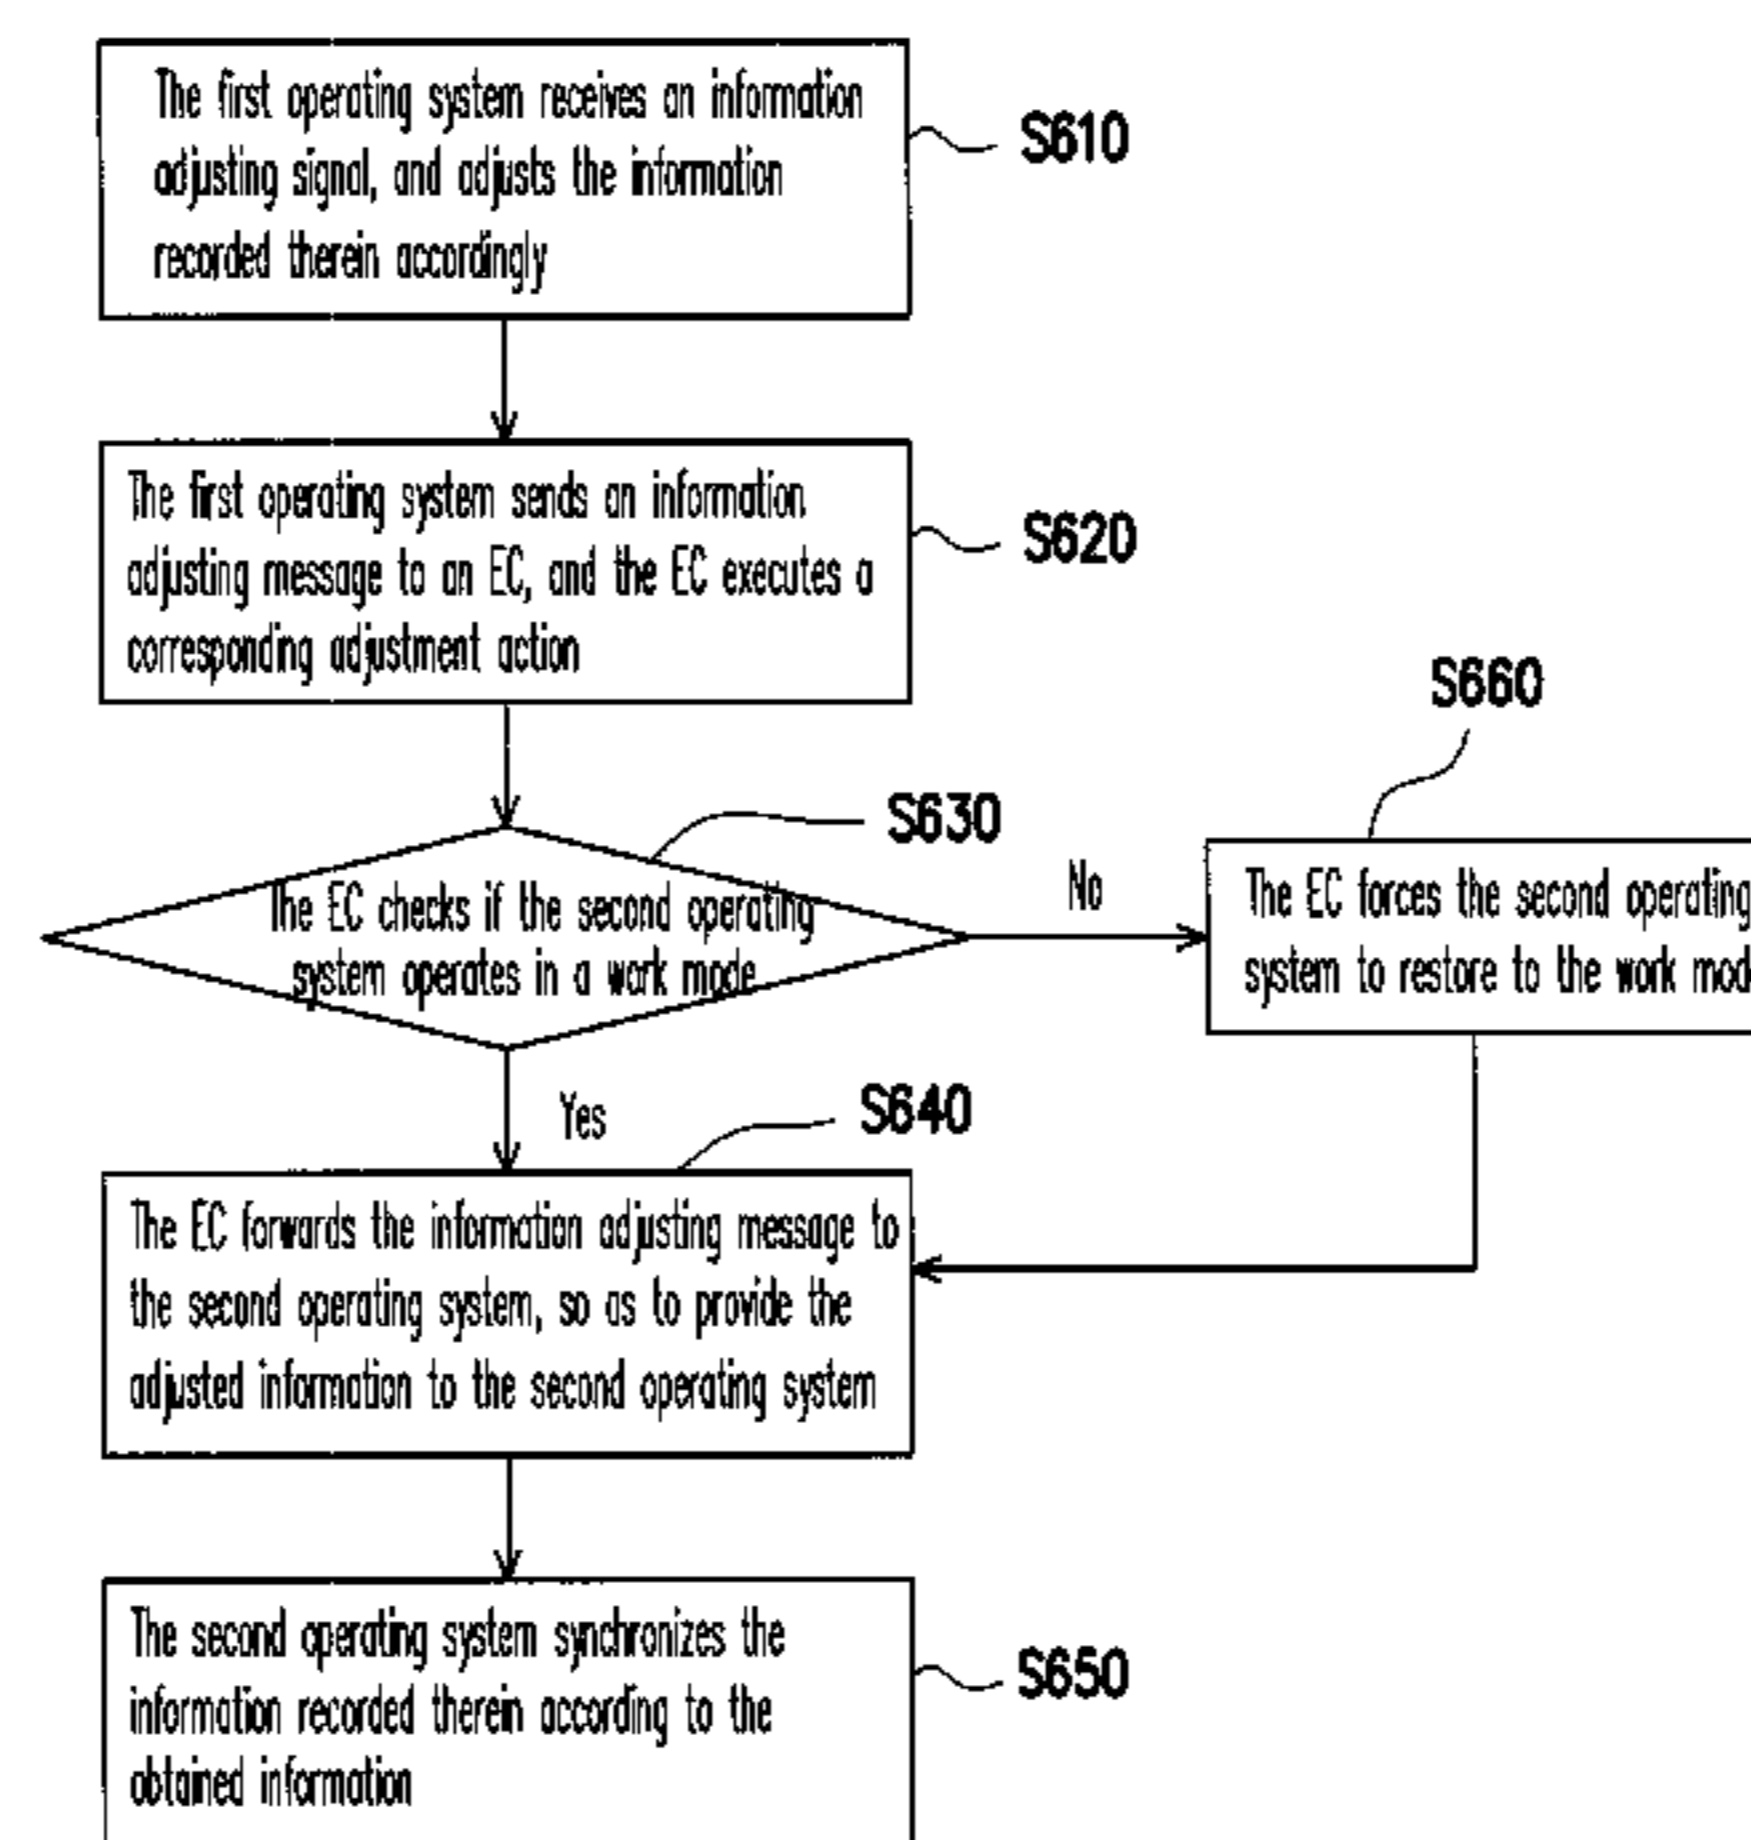 The first operating system receives an information
adjusting signal, and adjusts the information
recorded therein accordingly
S610
The first operating system sends an information
adjusting message to an EC, and the EC executes a
corresponding adjustment action
S620
S660
S630
The EC checks if the second operating
system operates in a work mode
No
The EC forces the second operating
system to restore to the work mod
Yes
S640
The EC forwards the information adjusting message to
the second operating system, so as to provide the
adjusted information to the second operating system
The second operating system synchronizes the
information recorded therein according to the
obtained information
S650